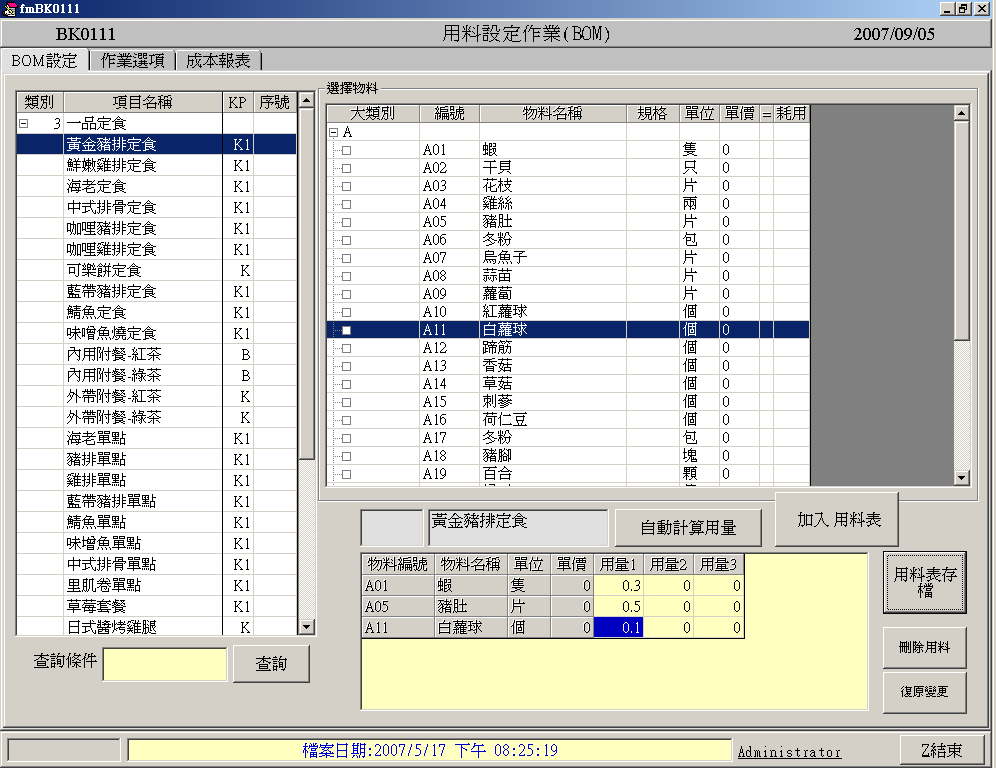 fmBK0111
BK0111 用料設定作業(BOM) 2007/09/05
BOM設定 作業選項 成本報表
類別 項目名稱 KP 序號
3 一品定食
黃金豬排定食 K1
鮮嫩雞排定食 K1
海老定食 K1
中式排骨定食 K1
咖哩豬排定食 K1
咖哩雞排定食 K1
可樂餅定食 K
藍帶豬排定食 K1
鯖魚定食 K1
味噌魚燒定食 K1
內用附餐-紅茶 B
內用附餐-綠茶 B
外帶附餐-紅茶 K
外帶附餐-綠茶 K
海老單點 K1
豬排單點 K1
雞排單點 K1
藍帶豬排單點 K1
鯖魚單點 K1
味增魚單點 K1
中式排骨單點 K1
里肌卷單點 K1
草莓套餐 K1
日式醬烤雞腿 K
查詢條件 查詢
選擇物料
大類別 編號 物料名稱 規格 單位 單價 = 耗用
A
A01 蝦 隻 0
A02 干貝 只 0
A03 花枝 片 0
A04 雞絲 兩 0
A05 豬肚 片 0
A06 冬粉 包 0
A07 烏魚子 片 0
A08 蒜苗 片 0
A09 蘿蔔 片 0
A10 紅蘿球 個 0
A11 白蘿球 個 0
A12 蹄筋 個 0
A13 香菇 個 0
A14 草菇 個 0
A15 刺蔘 個 0
A16 荷仁豆 個 0
A17 冬粉 包 0
A18 豬腳 塊 0
A19 百合 顆 0
黃金豬排定食 自動計算用量 加入 用料表
物料編號 物料名稱 單位 單價 用量1 用量2 用量3
A01 蝦 隻 0 0.3 0 0
A05 豬肚 片 0 0.5 0 0
A11 白蘿球 個 0 0.1 0 0
用料表存
檔
刪除用料
復原變更
檔案日期:2007/5/17 下午 08:25:19 Administrator Z結束